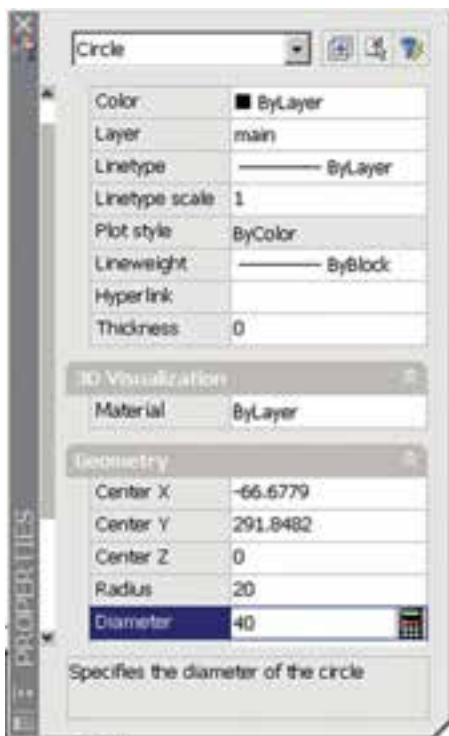 Circle
Color ByLayer
Layer main
Linetype ByLayer
Linetype scale 1
Plot style ByColor
Lineweight ByBlock
Hyperlink
Thickness 0
3D Visualization
Material ByLayer
Geometry
Center X -66.6779
Center Y 291.8482
Center Z 0
Radius 20
Diameter 40
Specifies the diameter of the circle
PROPERTIES